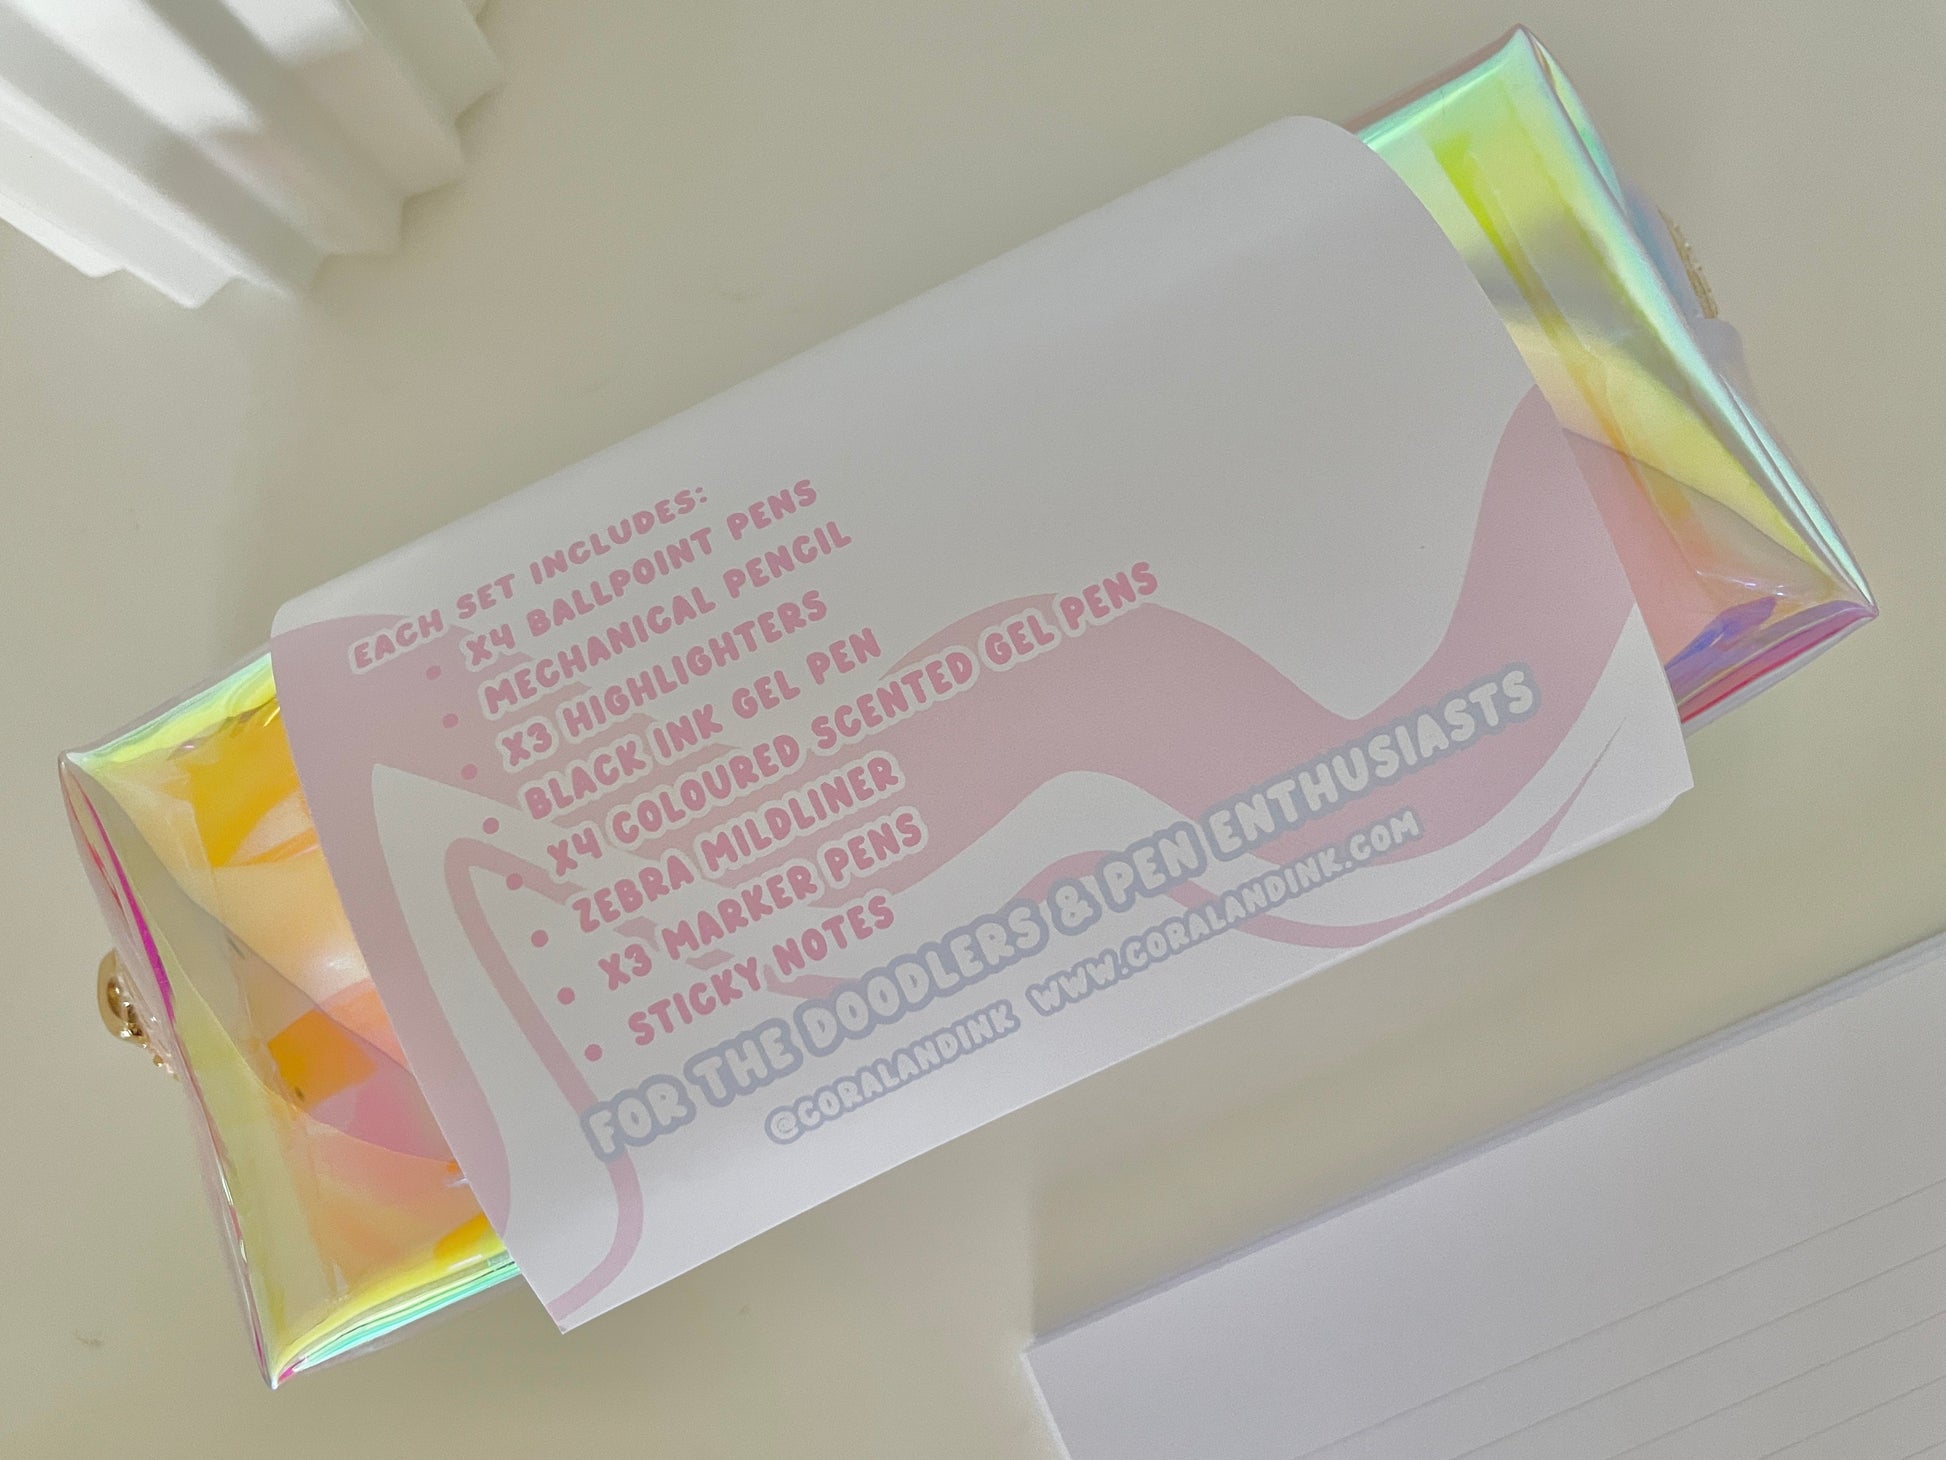 EACH SET INCLUDES:
• X4 BALLPOINT PENS
• MECHANICAL PENCIL
• X3 HIGHLIGHTERS
• BLACK INK GEL PEN
• X4 COLOURED SCENTED GEL PENS
• ZEBRA MILDLINER
• X3 MARKER PENS
• STICKY NOTES
FOR THE DOODLERS & PEN ENTHUSIASTS
@CORALANDINK WWW.CORALANDINK.COM